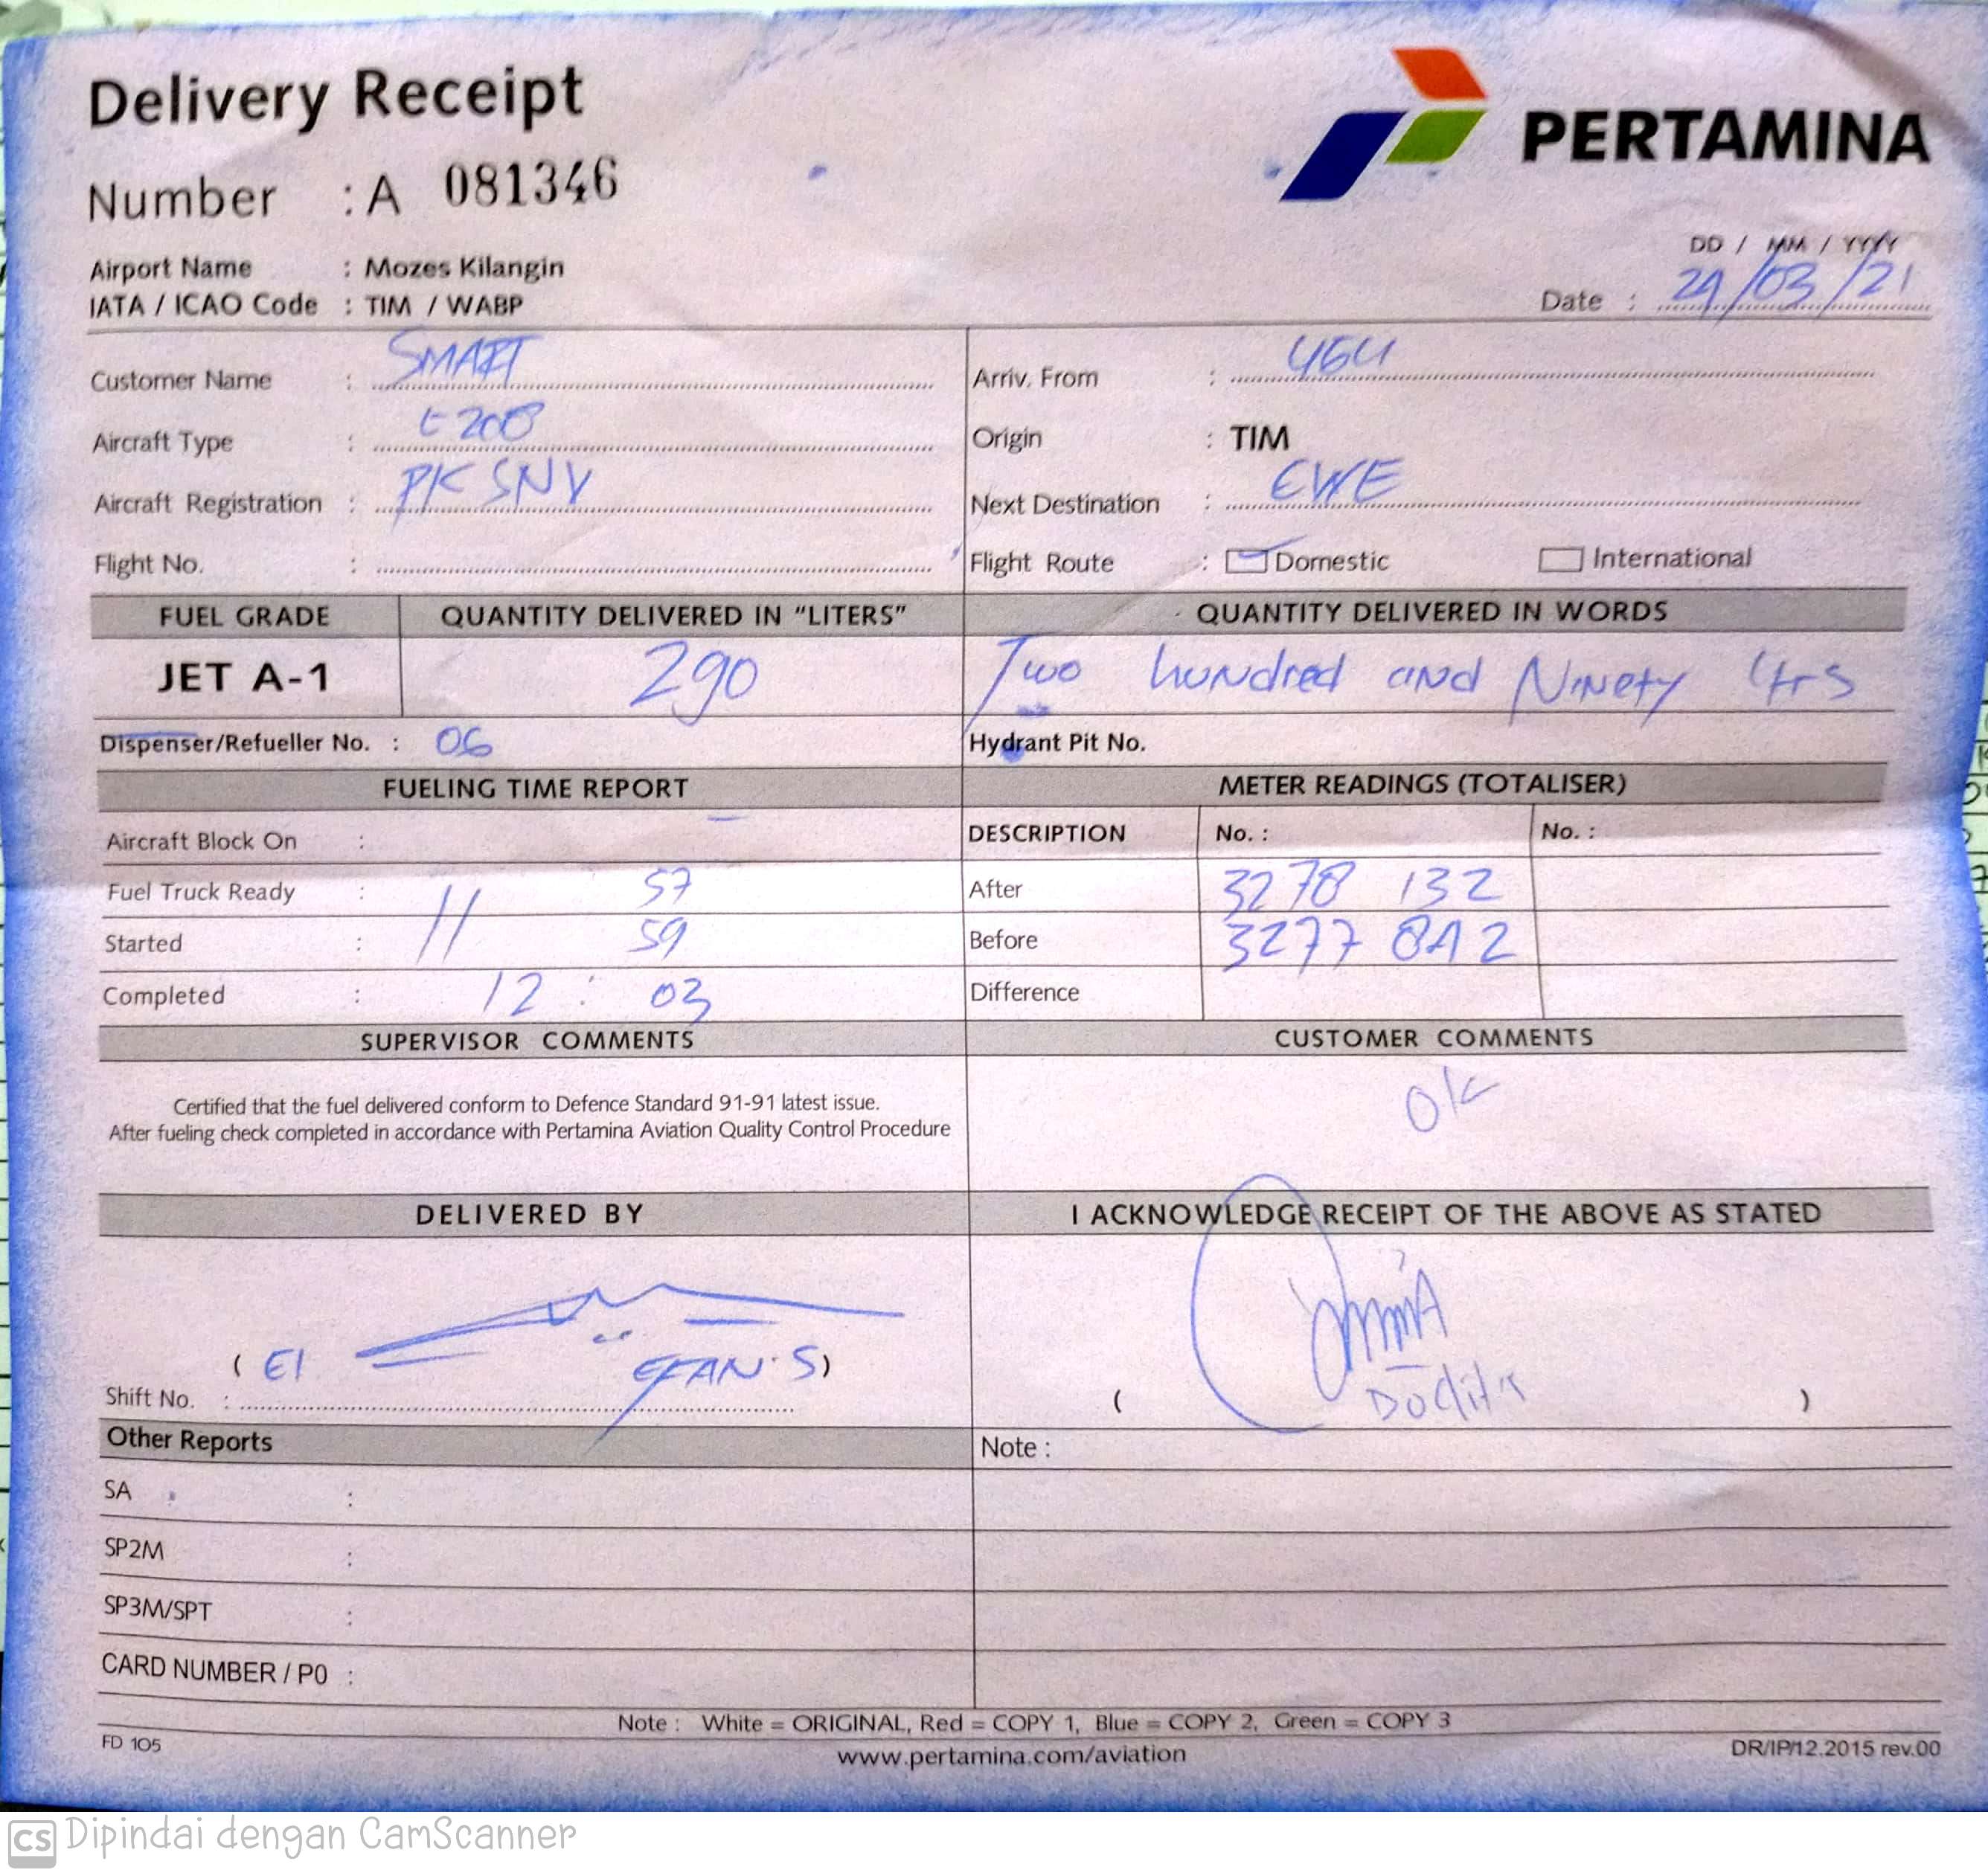 Delivery Receipt
PERTAMINA
Number : A 081346
Airport Name : Mozes Kilangin
IATA / ICAO Code : TIM / WABP
DD / MM / YYYY
Date : 29/03/21
Customer Name : SMART
Arriv. From :
Aircraft Type : C 208
Origin : TIM
Aircraft Registration : PK SNV
Next Destination : EWE
Flight No. :
Flight Route : Domestic International
FUEL GRADE QUANTITY DELIVERED IN “LITERS” QUANTITY DELIVERED IN WORDS
JET A-1 290 Two hundred and Ninety Ltrs
Dispenser/Refueller No. : 06 Hydrant Pit No.
FUELING TIME REPORT METER READINGS (TOTALISER)
Aircraft Block On : DESCRIPTION No. : No. :
Fuel Truck Ready : 11 57 After 3278 132
Started : 59 Before 3277 842
Completed : 12 : 03 Difference
SUPERVISOR COMMENTS CUSTOMER COMMENTS
Certified that the fuel delivered conform to Defence Standard 91-91 latest issue.
After fueling check completed in accordance with Pertamina Aviation Quality Control Procedure
OK
DELIVERED BY I ACKNOWLEDGE RECEIPT OF THE ABOVE AS STATED
( EFAN.S)
Shift No. :
( )
Other Reports Note :
SA :
SP2M :
SP3M/SPT :
CARD NUMBER / PO :
Note : White = ORIGINAL, Red = COPY 1, Blue = COPY 2, Green = COPY 3
FD 105 www.pertamina.com/aviation DR/IP/12.2015 rev.00
CS Dipindai dengan CamScanner